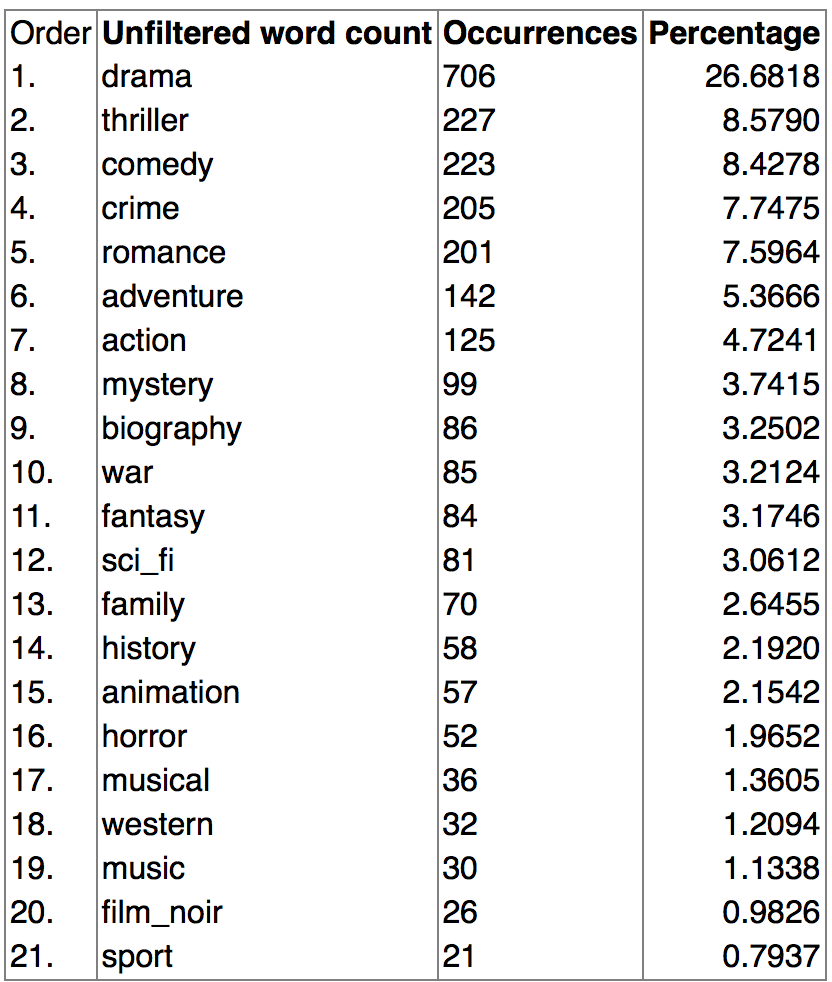 Order Unfiltered word count Occurrences Percentage
1. drama 706 26.6818
2. thriller 227 8.5790
3. comedy 223 8.4278
4. crime 205 7.7475
5. romance 201 7.5964
6. adventure 142 5.3666
7. action 125 4.7241
8. mystery 99 3.7415
9. biography 86 3.2502
10. war 85 3.2124
11. fantasy 84 3.1746
12. sci_fi 81 3.0612
13. family 70 2.6455
14. history 58 2.1920
15. animation 57 2.1542
16. horror 52 1.9652
17. musical 36 1.3605
18. western 32 1.2094
19. music 30 1.1338
20. film_noir 26 0.9826
21. sport 21 0.7937